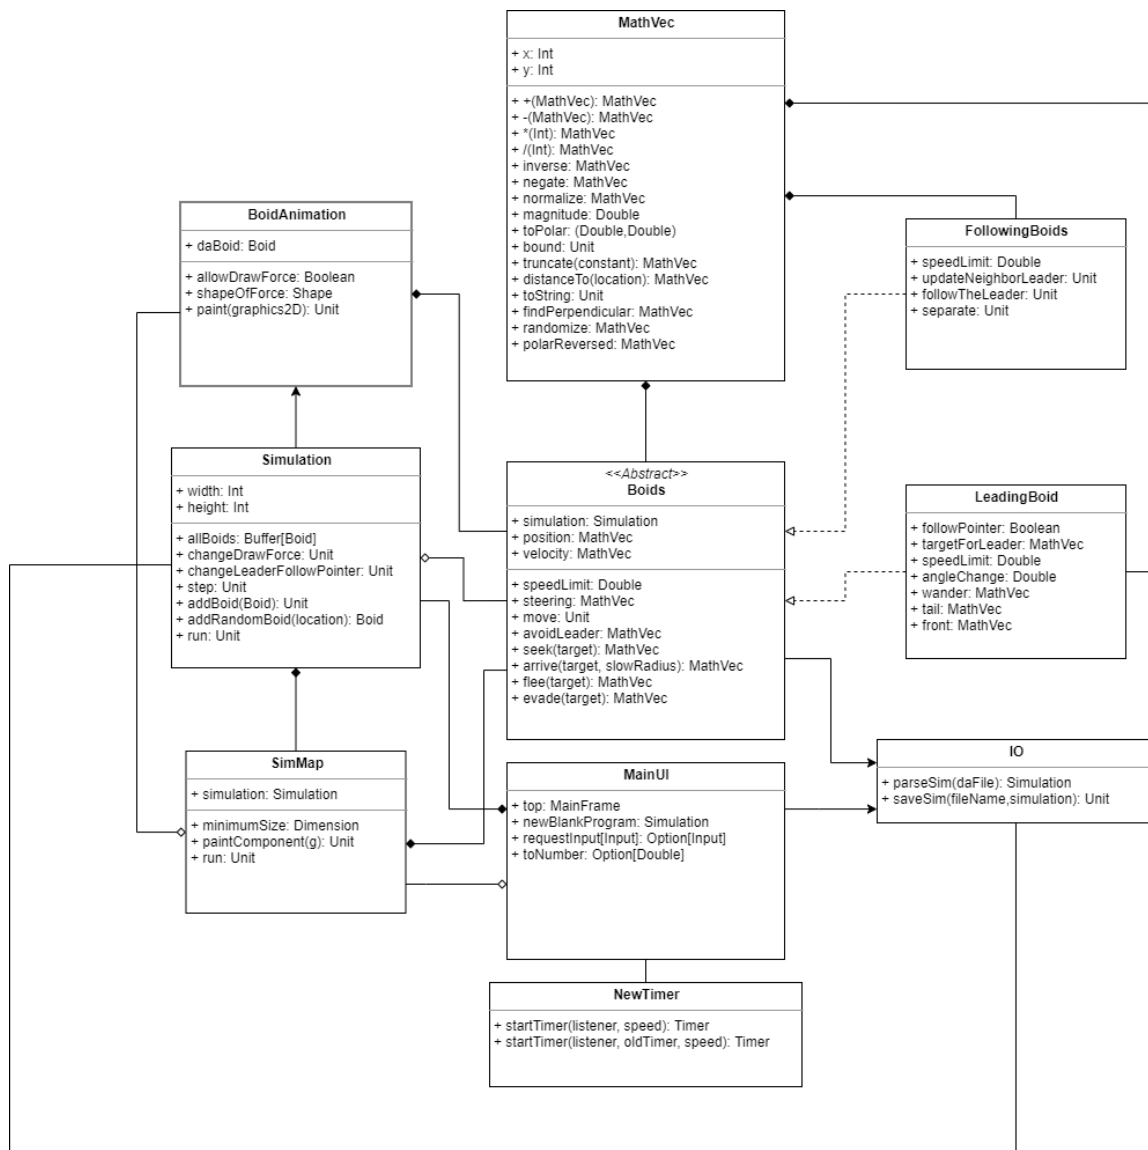 MathVec
+ x: Int
+ y: Int
+ +(MathVec): MathVec
+ -(MathVec): MathVec
+ *(Int): MathVec
+ /(Int): MathVec
+ inverse: MathVec
+ negate: MathVec
+ normalize: MathVec
+ magnitude: Double
+ toPolar: (Double,Double)
+ bound: Unit
+ truncate(constant): MathVec
+ distanceTo(location): MathVec
+ toString: Unit
+ findPerpendicular: MathVec
+ randomize: MathVec
+ polarReversed: MathVec
BoidAnimation
+ daBoid: Boid
+ allowDrawForce: Boolean
+ shapeOfForce: Shape
+ paint(graphics2D): Unit
FollowingBoids
+ speedLimit: Double
+ updateNeighborLeader: Unit
+ followTheLeader: Unit
+ separate: Unit
Simulation
+ width: Int
+ height: Int
+ allBoids: Buffer[Boid]
+ changeDrawForce: Unit
+ changeLeaderFollowPointer: Unit
+ step: Unit
+ addBoid(Boid): Unit
+ addRandomBoid(location): Boid
+ run: Unit
<<Abstract>>
Boids
+ simulation: Simulation
+ position: MathVec
+ velocity: MathVec
+ speedLimit: Double
+ steering: MathVec
+ move: Unit
+ avoidLeader: MathVec
+ seek(target): MathVec
+ arrive(target, slowRadius): MathVec
+ flee(target): MathVec
+ evade(target): MathVec
LeadingBoid
+ followPointer: Boolean
+ targetForLeader: MathVec
+ speedLimit: Double
+ angleChange: Double
+ wander: MathVec
+ tail: MathVec
+ front: MathVec
SimMap
+ simulation: Simulation
+ minimumSize: Dimension
+ paintComponent(g): Unit
+ run: Unit
MainUI
+ top: MainFrame
+ newBlankProgram: Simulation
+ requestInput[Input]: Option[Input]
+ toNumber: Option[Double]
IO
+ parseSim(daFile): Simulation
+ saveSim(fileName,simulation): Unit
NewTimer
+ startTimer(listener, speed): Timer
+ startTimer(listener, oldTimer, speed): Timer